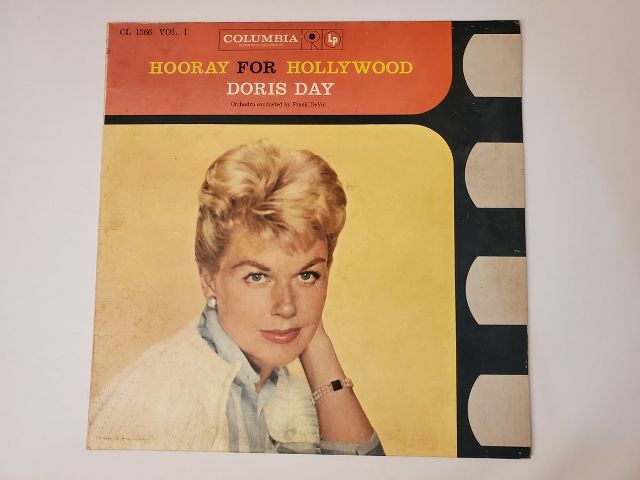 CL 1366 VOL. I
COLUMBIA Lp
HOORAY FOR HOLLYWOOD
DORIS DAY
Orchestra conducted by Frank DeVol